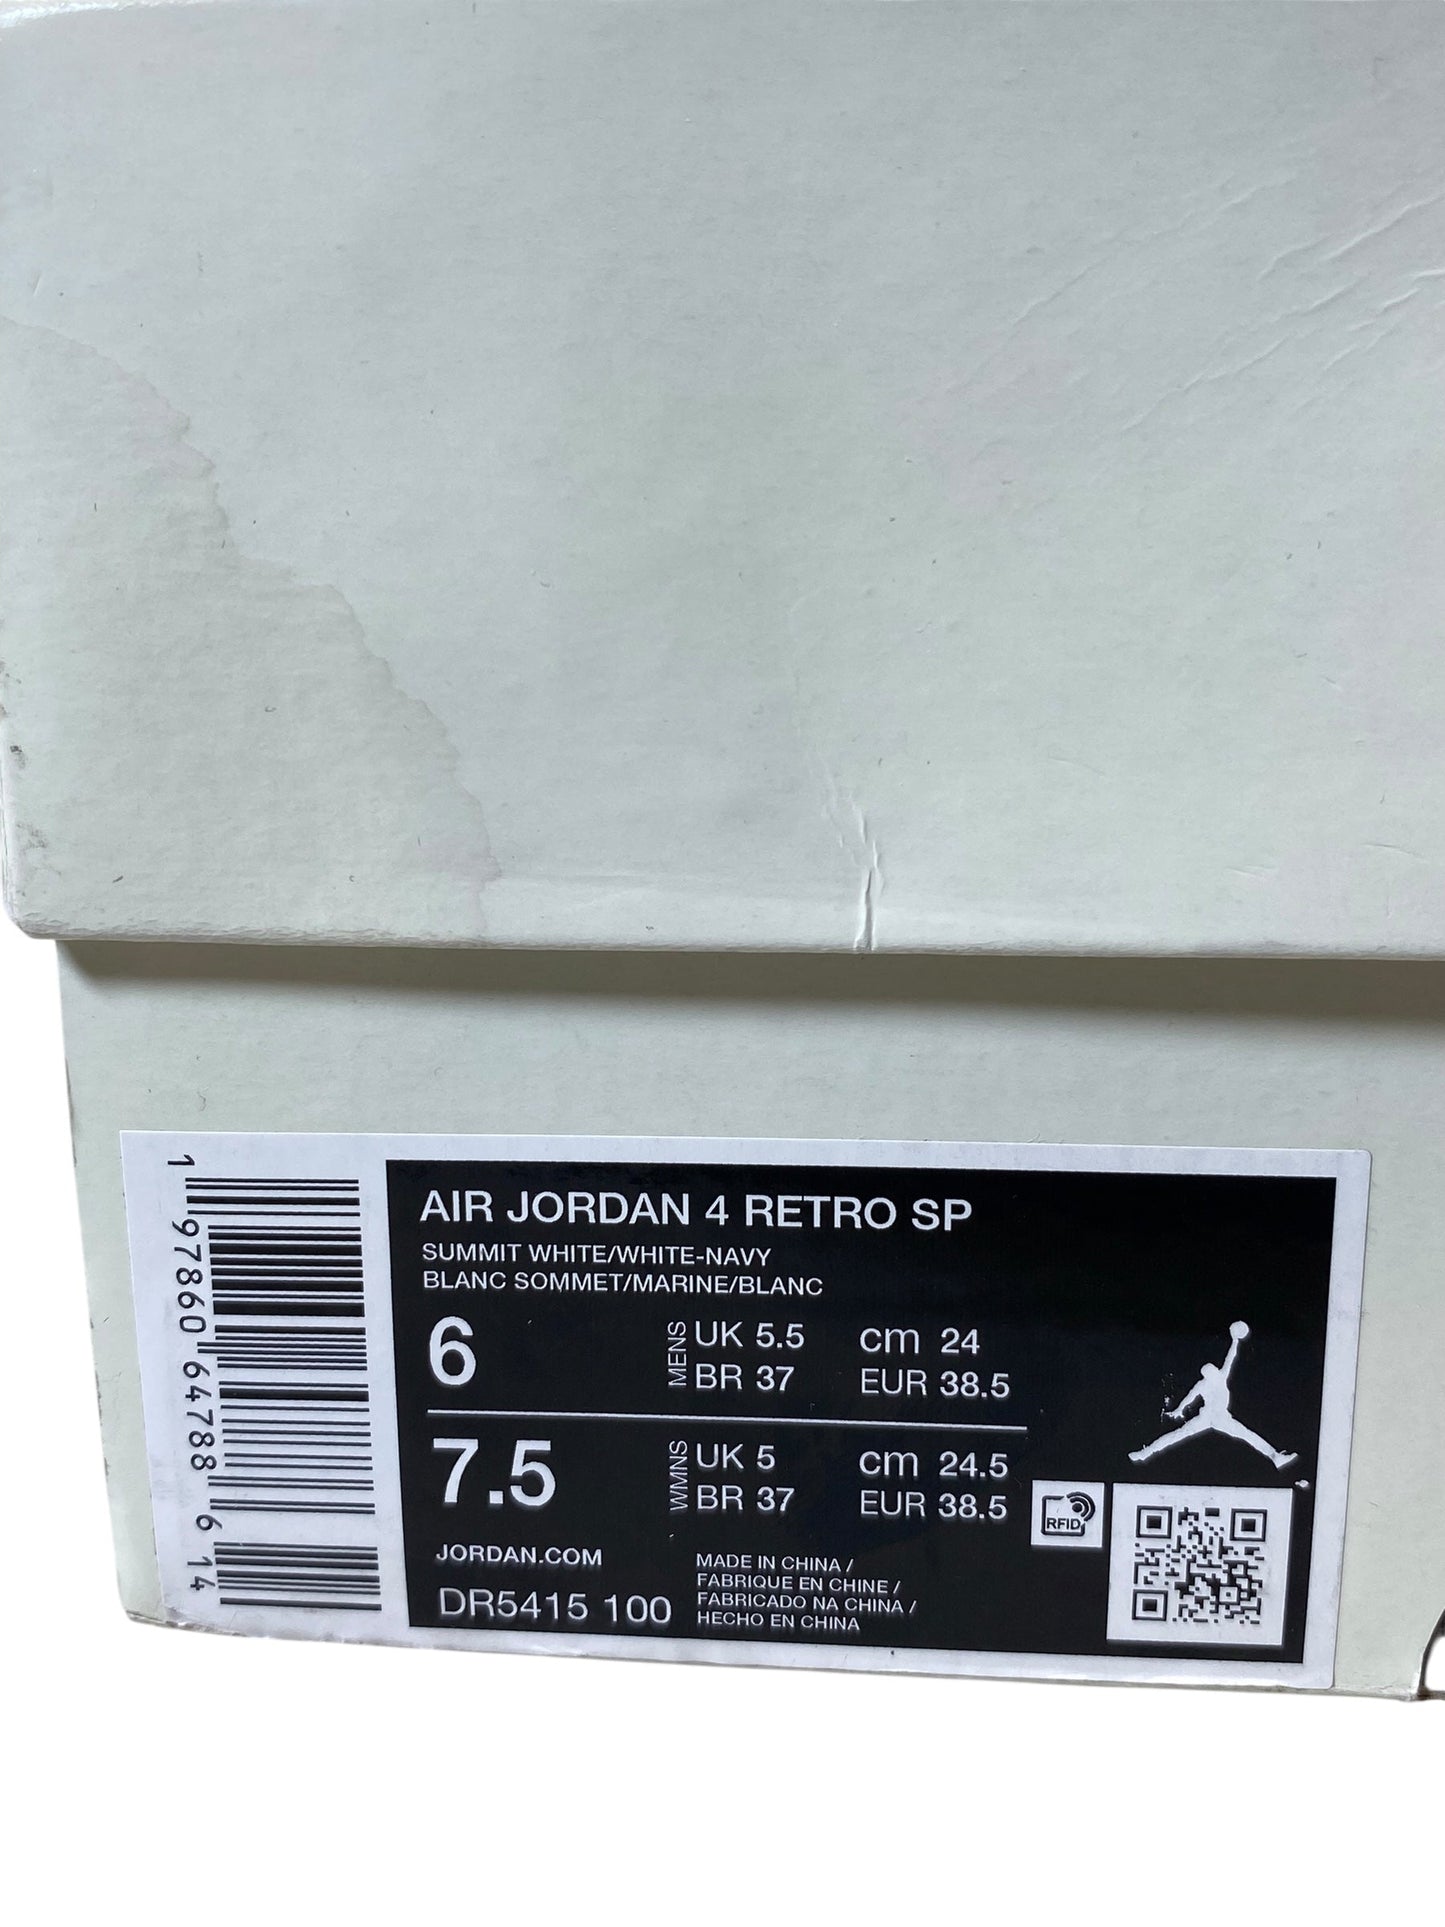 1 97860 64788 6 14
AIR JORDAN 4 RETRO SP
SUMMIT WHITE/WHITE-NAVY
BLANC SOMMET/MARINE/BLANC
6 MENS UK 5.5 cm 24
BR 37 EUR 38.5
7.5 WMNS UK 5 cm 24.5
BR 37 EUR 38.5
RFID
JORDAN.COM
DR5415 100
MADE IN CHINA /
FABRIQUE EN CHINE /
FABRICADO NA CHINA /
HECHO EN CHINA